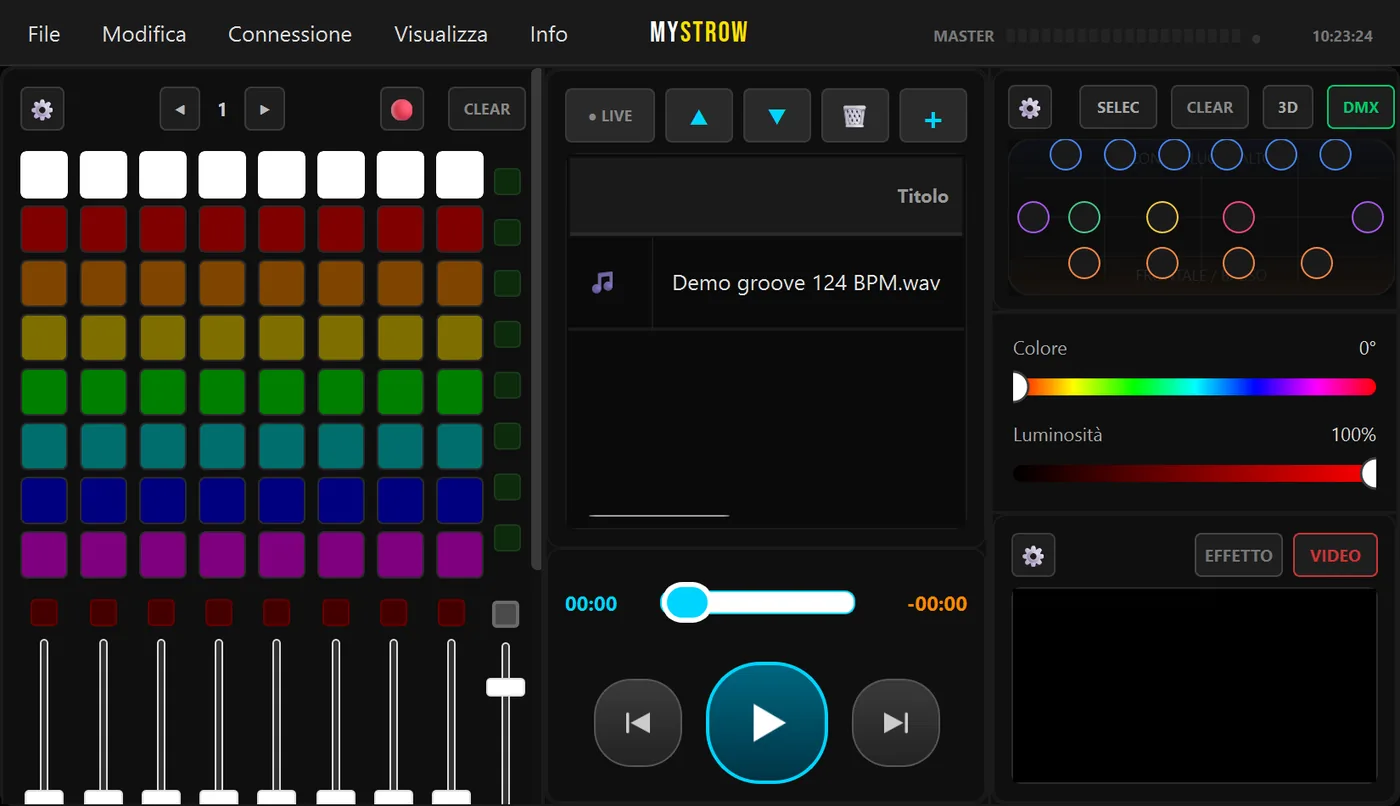 File Modifica Connessione Visualizza Info
MYSTROW
MASTER
10:23:24
1
CLEAR
• LIVE
Titolo
Demo groove 124 BPM.wav
00:00
-00:00
SELEC CLEAR 3D DMX
Colore 0°
Luminosità 100%
EFFETTO VIDEO